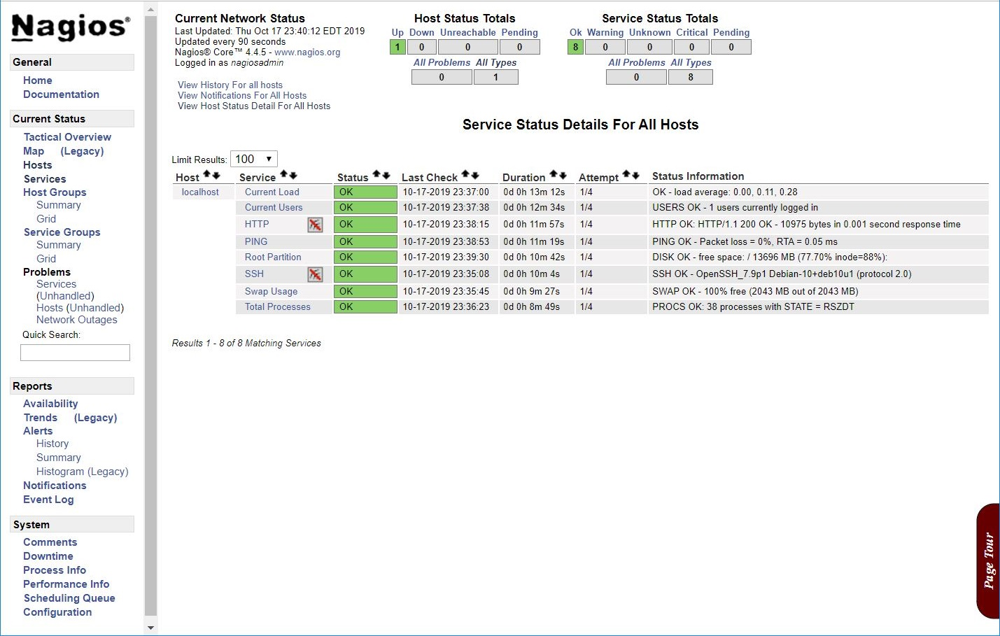 Nagios®
General
Home
Documentation
Current Status
Tactical Overview
Map (Legacy)
Hosts
Services
Host Groups
Summary
Grid
Service Groups
Summary
Grid
Problems
Services
(Unhandled)
Hosts (Unhandled)
Network Outages
Quick Search:
Reports
Availability
Trends (Legacy)
Alerts
History
Summary
Histogram (Legacy)
Notifications
Event Log
System
Comments
Downtime
Process Info
Performance Info
Scheduling Queue
Configuration
Current Network Status
Last Updated: Thu Oct 17 23:40:12 EDT 2019
Updated every 90 seconds
Nagios® Core™ 4.4.5 - www.nagios.org
Logged in as nagiosadmin
View History For all hosts
View Notifications For All Hosts
View Host Status Detail For All Hosts
Host Status Totals
Up Down Unreachable Pending
1 0 0 0
All Problems All Types
0 1
Service Status Totals
Ok Warning Unknown Critical Pending
8 0 0 0 0
All Problems All Types
0 8
Service Status Details For All Hosts
Limit Results: 100
Host Service Status Last Check Duration Attempt Status Information
localhost Current Load OK 10-17-2019 23:37:00 0d 0h 13m 12s 1/4 OK - load average: 0.00, 0.11, 0.28
Current Users OK 10-17-2019 23:37:38 0d 0h 12m 34s 1/4 USERS OK - 1 users currently logged in
HTTP OK 10-17-2019 23:38:15 0d 0h 11m 57s 1/4 HTTP OK: HTTP/1.1 200 OK - 10975 bytes in 0.001 second response time
PING OK 10-17-2019 23:38:53 0d 0h 11m 19s 1/4 PING OK - Packet loss = 0%, RTA = 0.05 ms
Root Partition OK 10-17-2019 23:39:30 0d 0h 10m 42s 1/4 DISK OK - free space: / 13696 MB (77.70% inode=88%):
SSH OK 10-17-2019 23:35:08 0d 0h 10m 4s 1/4 SSH OK - OpenSSH_7.9p1 Debian-10+deb10u1 (protocol 2.0)
Swap Usage OK 10-17-2019 23:35:45 0d 0h 9m 27s 1/4 SWAP OK - 100% free (2043 MB out of 2043 MB)
Total Processes OK 10-17-2019 23:36:23 0d 0h 8m 49s 1/4 PROCS OK: 38 processes with STATE = RSZDT
Results 1 - 8 of 8 Matching Services
Page Tour